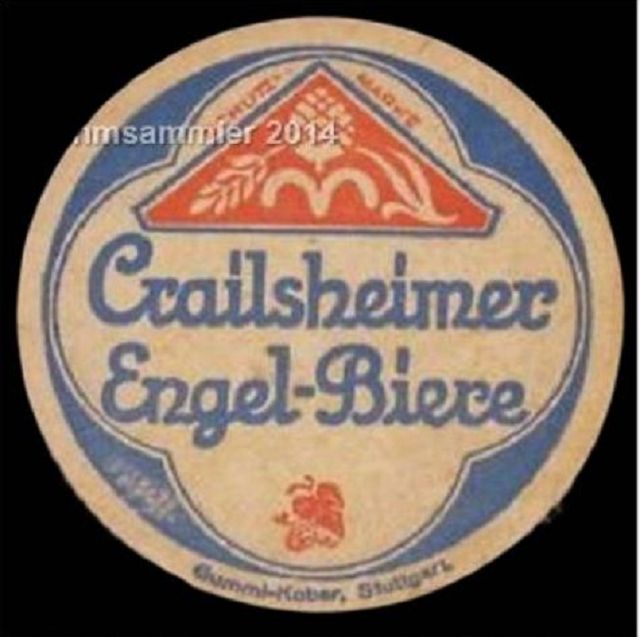 SCHUTZ-MARKE
imsammler 2014
Crailsheimer
Engel-Biere
Gummi-Kober, Stuttgart.